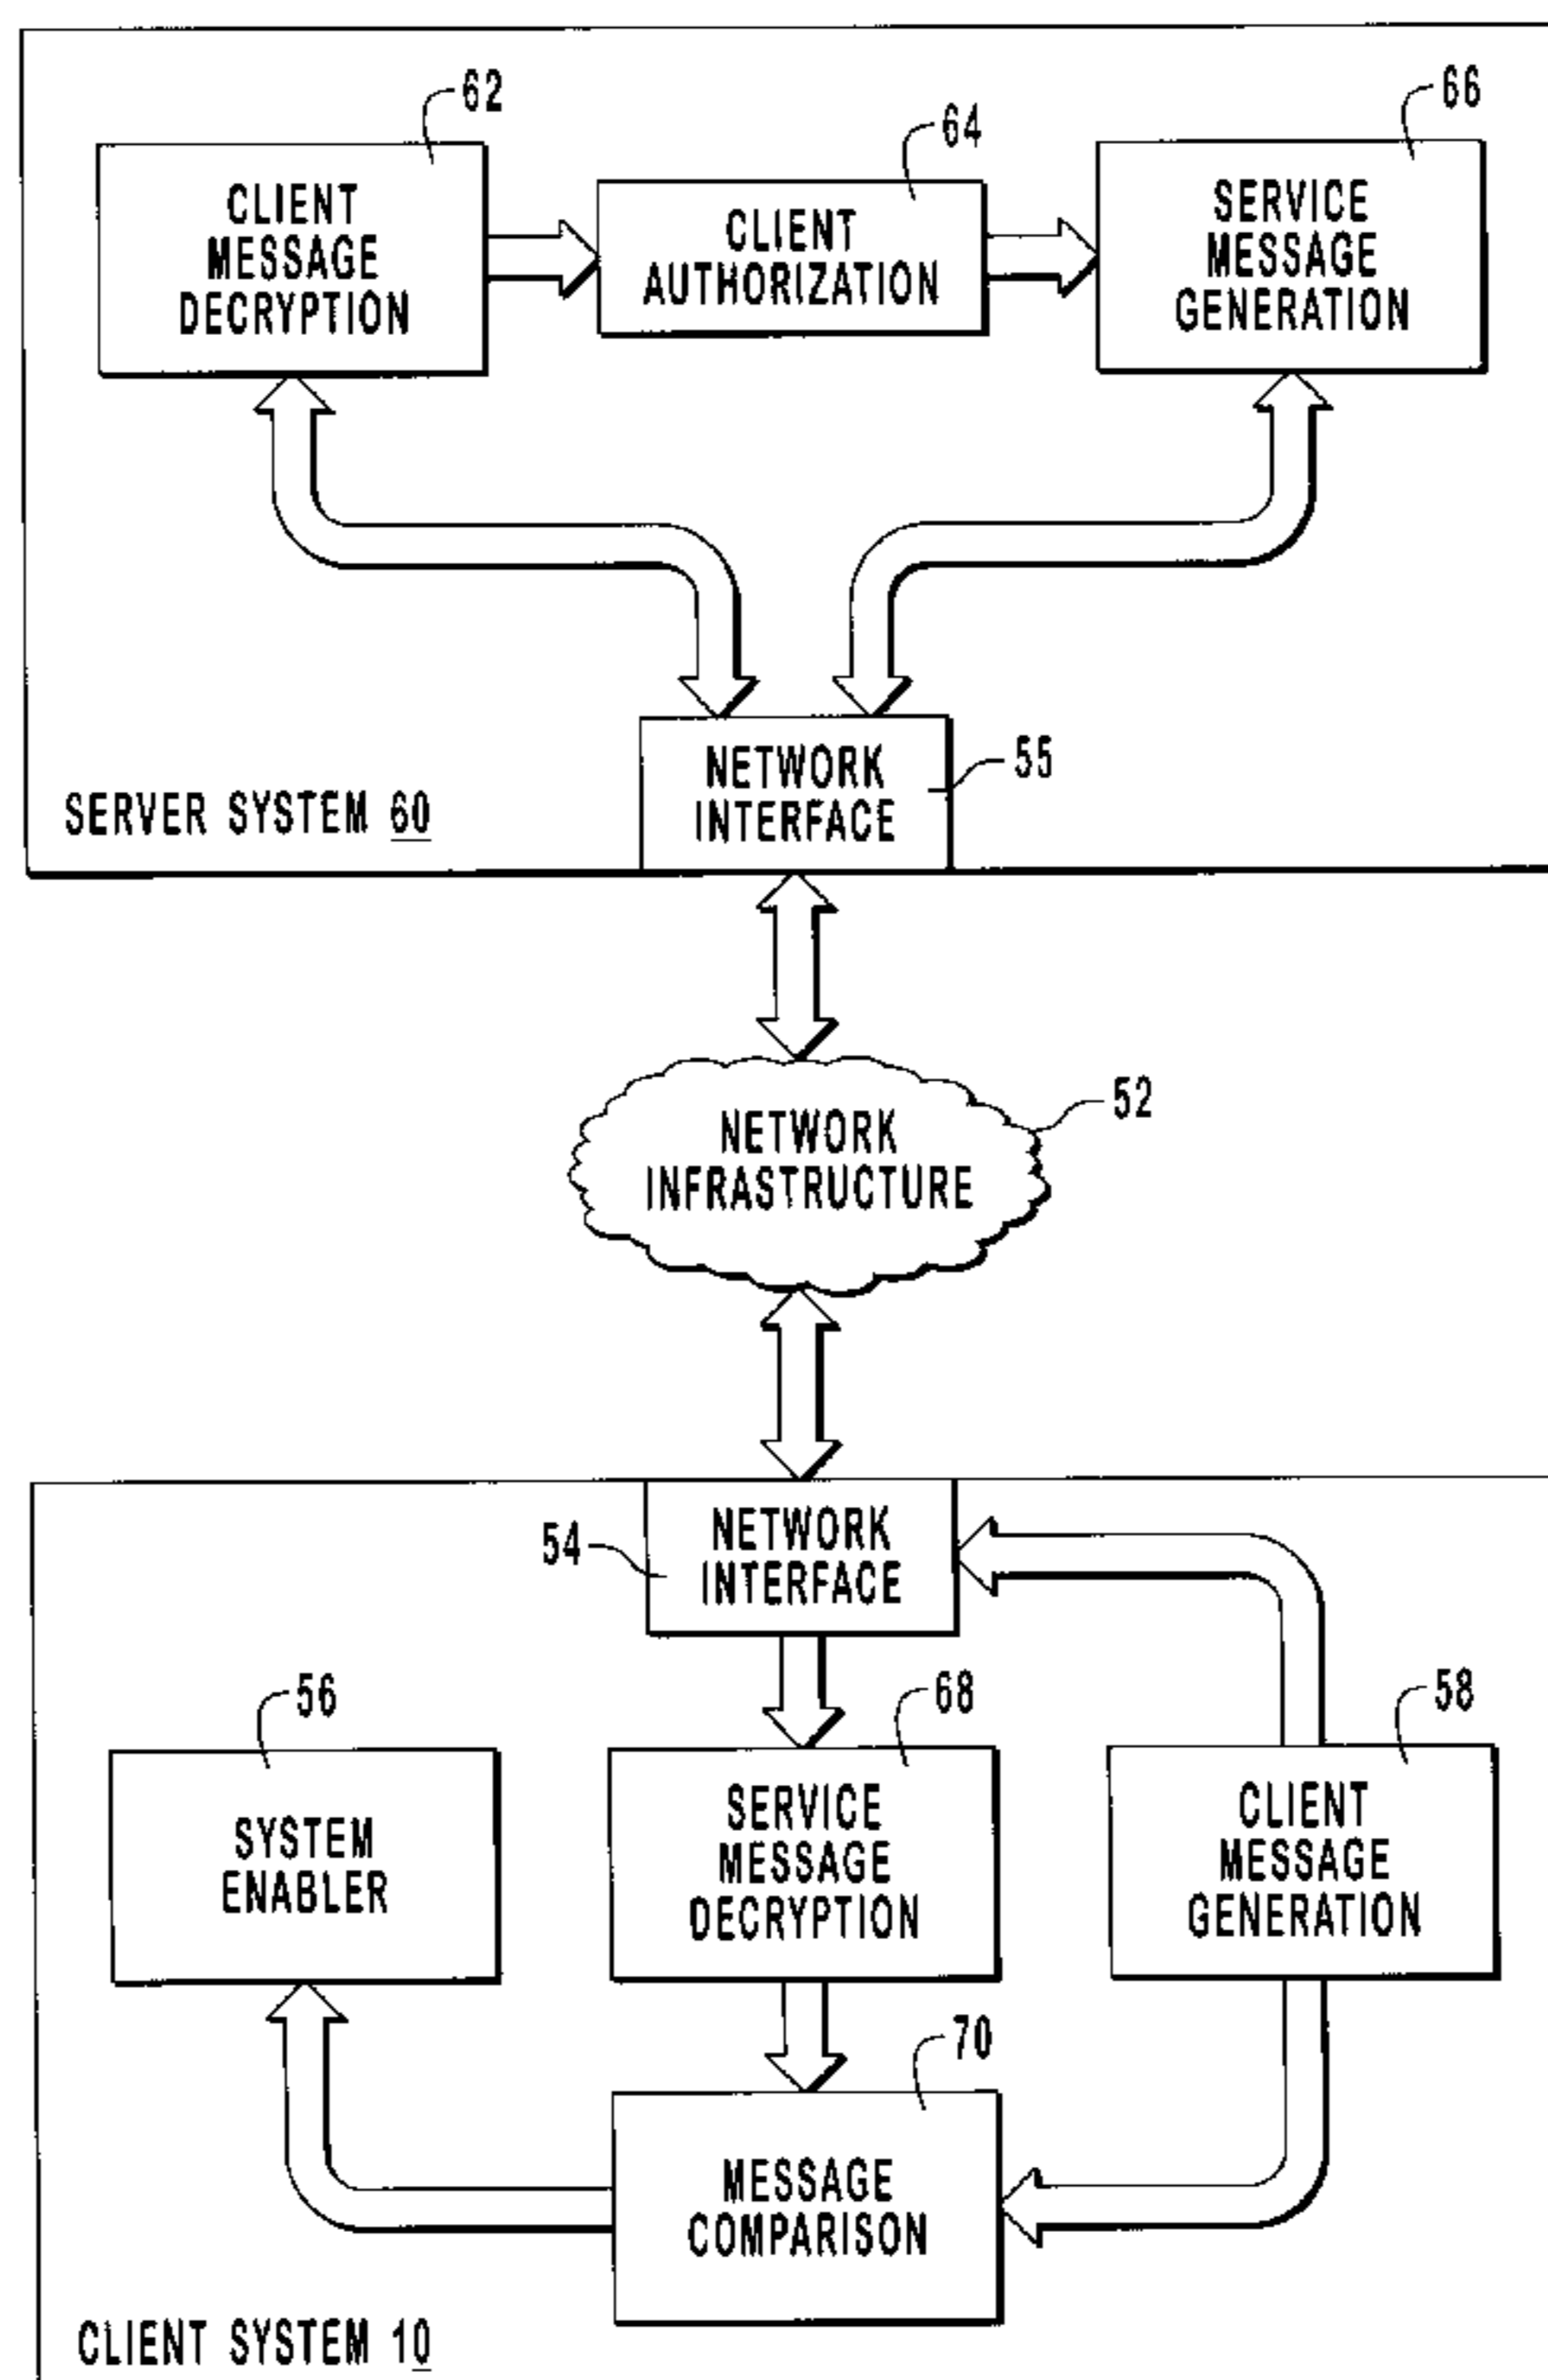 62
64
66
CLIENT
MESSAGE
DECRYPTION
CLIENT
AUTHORIZATION
SERVICE
MESSAGE
GENERATION
NETWORK
INTERFACE
55
SERVER SYSTEM 60
NETWORK
INFRASTRUCTURE
52
54
NETWORK
INTERFACE
56
68
58
SYSTEM
ENABLER
SERVICE
MESSAGE
DECRYPTION
CLIENT
MESSAGE
GENERATION
70
MESSAGE
COMPARISON
CLIENT SYSTEM 10